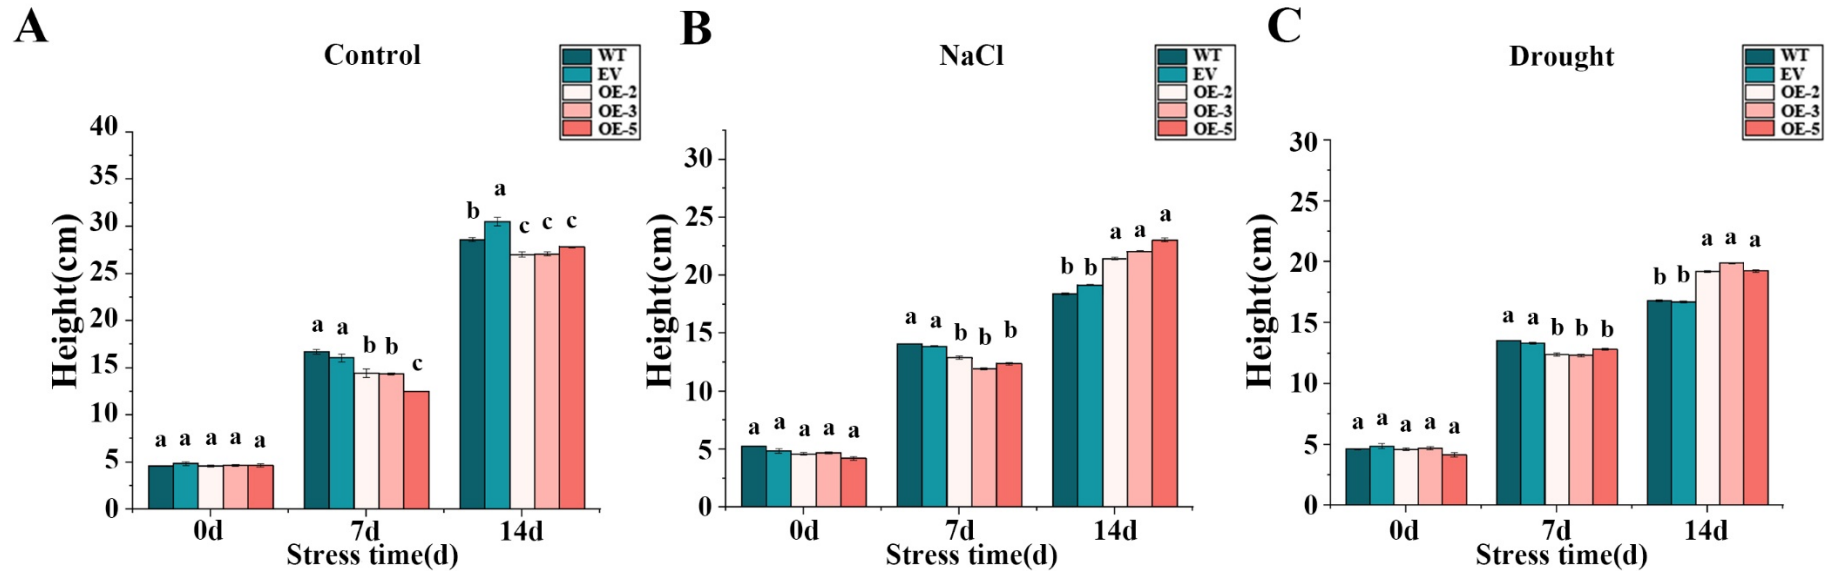 A
Control
WT
EV
OE-2
OE-3
OE-5
Height(cm)
40
35
30
25
20
15
10
5
0
a a a a a
a a b b c
b a c c c
0d 7d 14d
Stress time(d)
B
NaCl
WT
EV
OE-2
OE-3
OE-5
Height(cm)
30
25
20
15
10
5
0
a a a a a
a a b b b
b b a a a
0d 7d 14d
Stress time(d)
C
Drought
WT
EV
OE-2
OE-3
OE-5
Height(cm)
30
25
20
15
10
5
0
a a a a a
a a b b b
b b a a a
0d 7d 14d
Stress time(d)